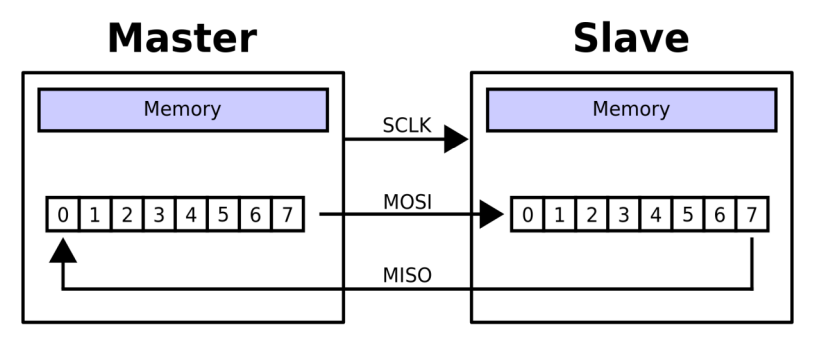 Master Slave
Memory Memory
SCLK
0 1 2 3 4 5 6 7 MOSI 0 1 2 3 4 5 6 7
MISO